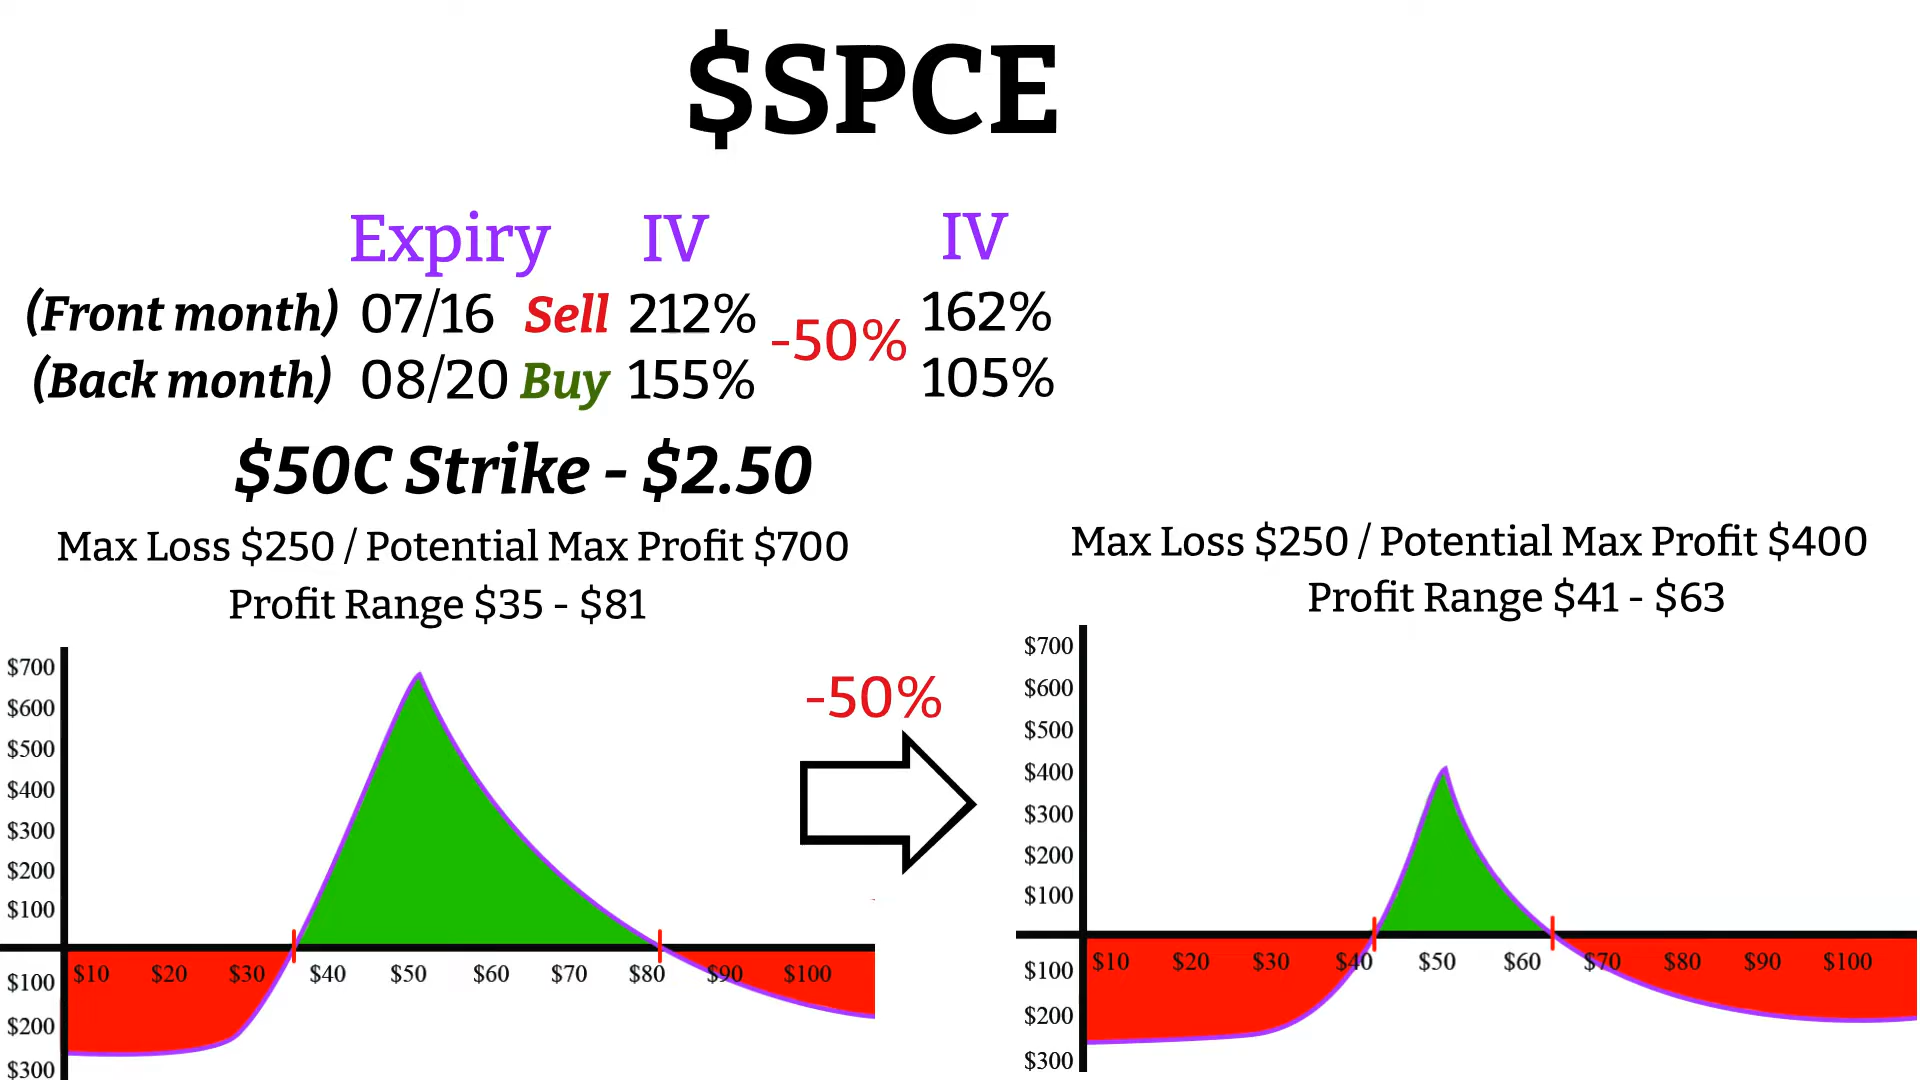 $SPCE
Expiry IV IV
(Front month) 07/16 Sell 212% 162%
-50%
(Back month) 08/20 Buy 155% 105%
$50C Strike - $2.50
Max Loss $250 / Potential Max Profit $700
Profit Range $35 - $81
Max Loss $250 / Potential Max Profit $400
Profit Range $41 - $63
$700
$600
$500
$400
$300
$200
$100
$10 $20 $30 $40 $50 $60 $70 $80 $90 $100
$100
$200
$300
-50%
$700
$600
$500
$400
$300
$200
$100
$10 $20 $30 $40 $50 $60 $70 $80 $90 $100
$100
$200
$300